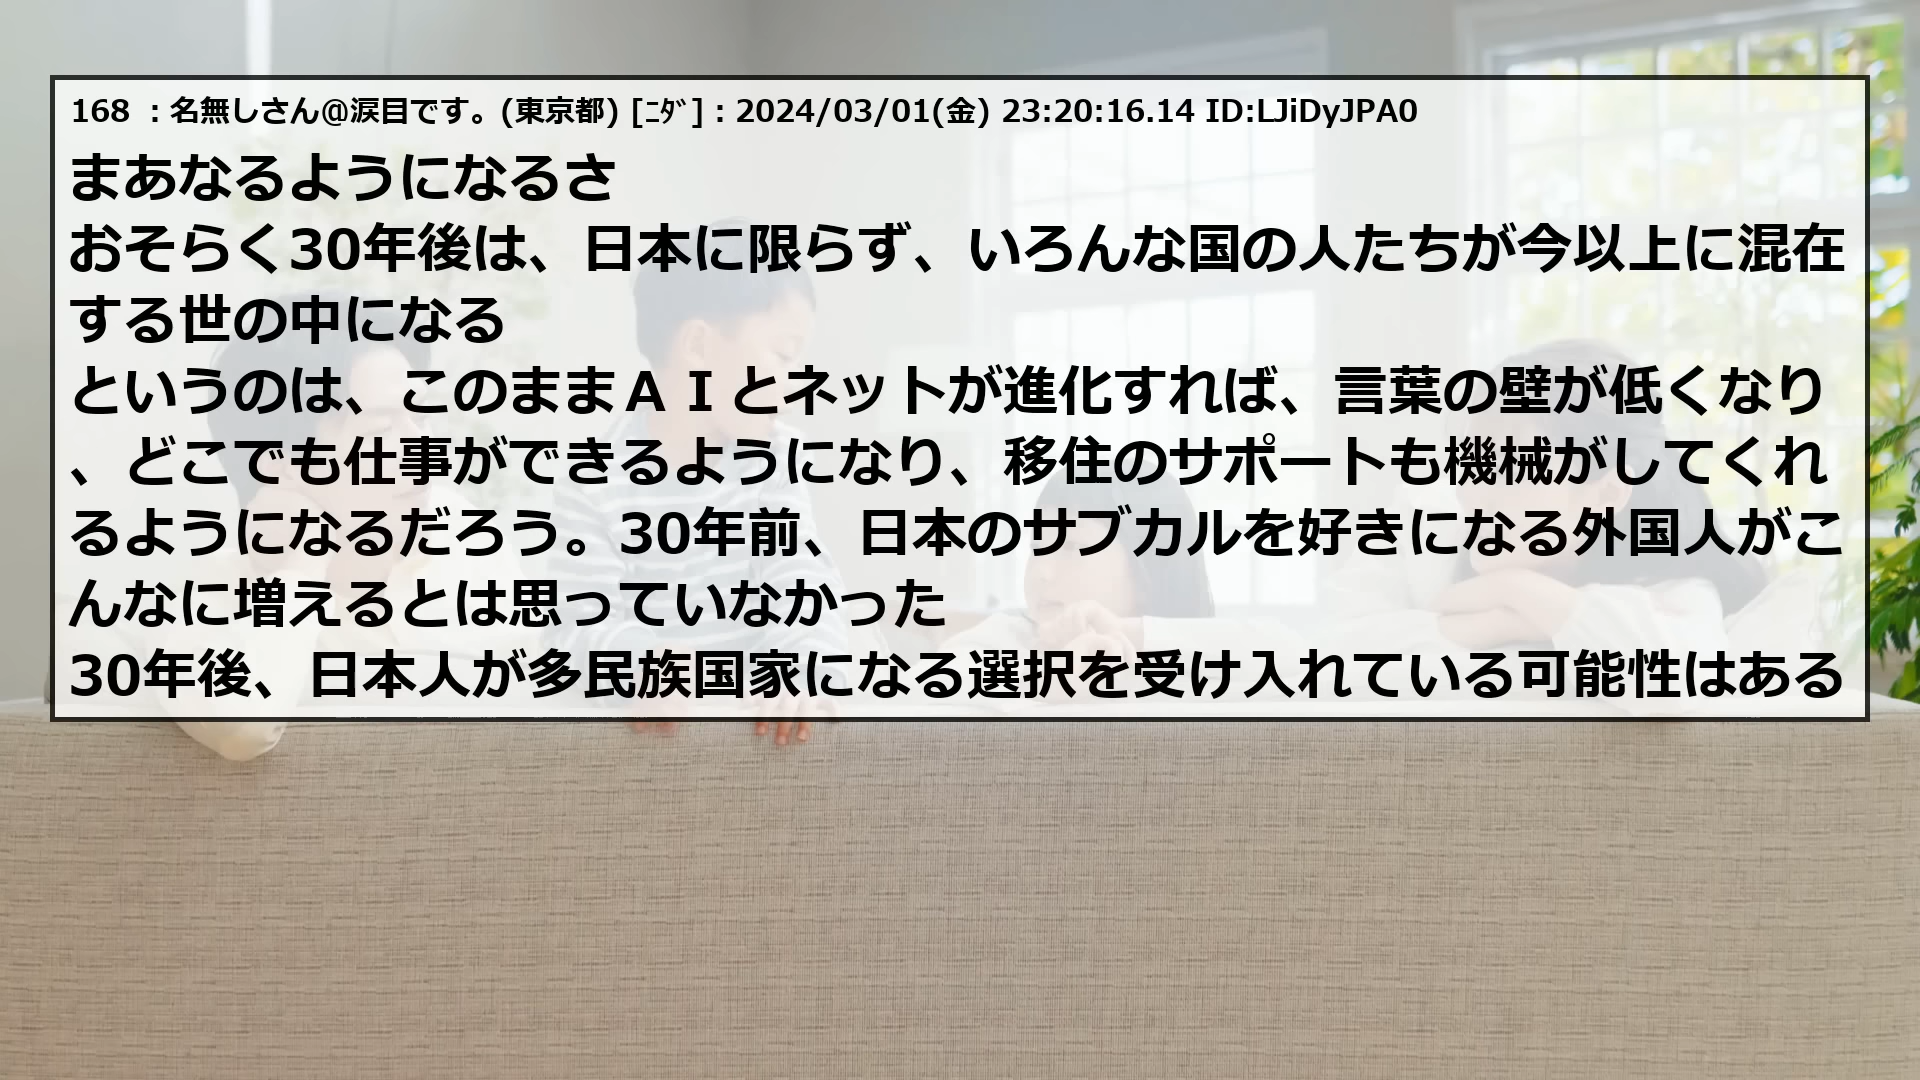 168 ：名無しさん@涙目です。(東京都) [ﾆﾀﾞ]：2024/03/01(金) 23:20:16.14 ID:LJiDyJPA0
まあなるようになるさ
おそらく30年後は、日本に限らず、いろんな国の人たちが今以上に混在
する世の中になる
というのは、このままＡＩとネットが進化すれば、言葉の壁が低くなり
、どこでも仕事ができるようになり、移住のサポートも機械がしてくれ
るようになるだろう。30年前、日本のサブカルを好きになる外国人がこ
んなに増えるとは思っていなかった
30年後、日本人が多民族国家になる選択を受け入れている可能性はある